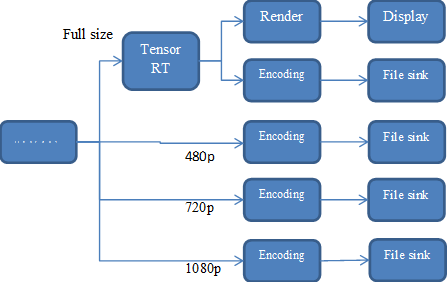 Full size
Tensor
RT
Render
Display
Encoding
File sink
Encoding
File sink
480p
Encoding
File sink
720p
Encoding
File sink
1080p